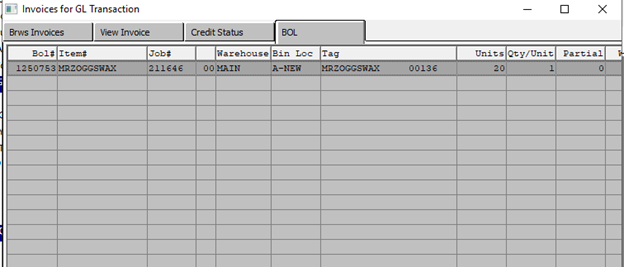 Invoices for GL Transaction
Brws Invoices View Invoice Credit Status BOL
Bol# Item# Job# Warehouse Bin Loc Tag Units Qty/Unit Partial
1250753 MRZOGGSWAX 211646 00 MAIN A-NEW MRZOGGSWAX 00136 20 1 0